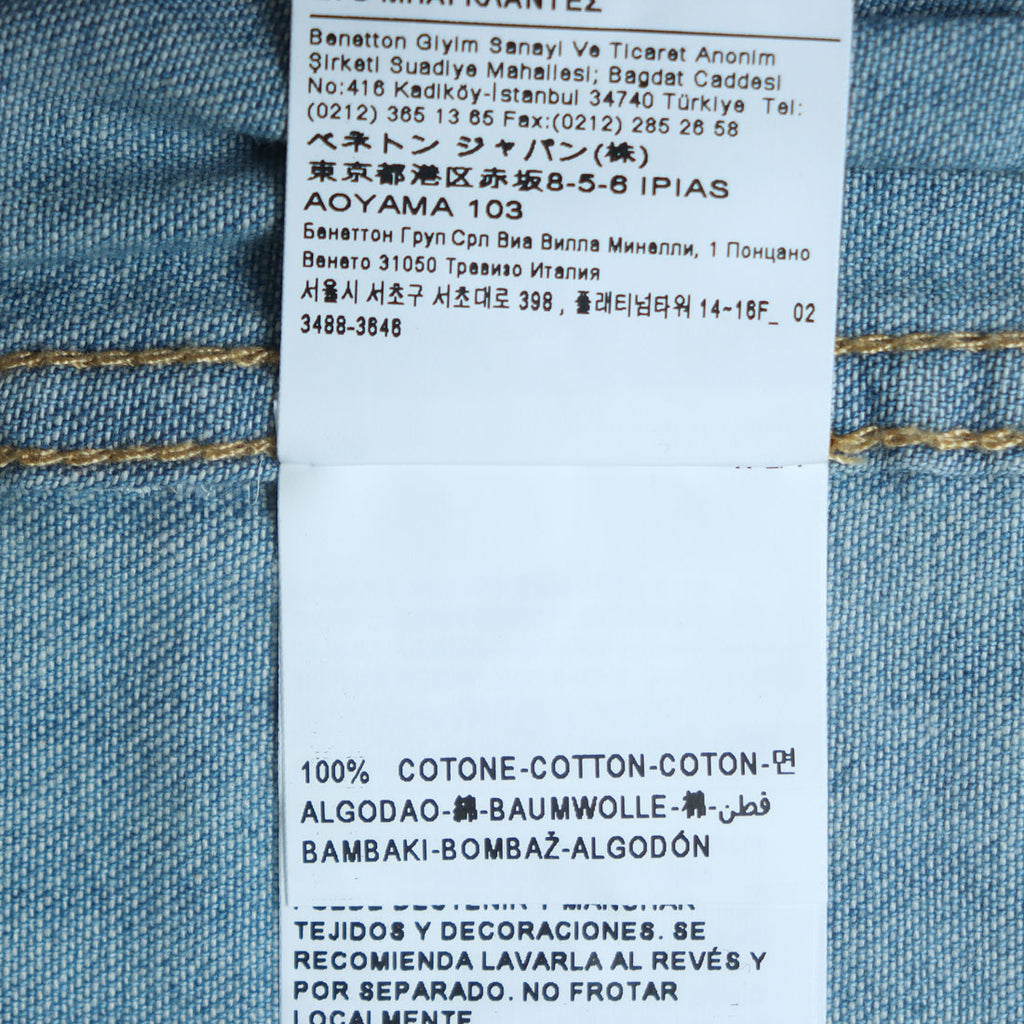 Benetton Giyim Sanayi Ve Ticaret Anonim
Şirketi Suadiye Mahallesi; Bagdat Caddesi
No:416 Kadiköy-İstanbul 34740 Türkiye Tel:
(0212) 365 13 65 Fax:(0212) 285 26 58
ベネトン ジャパン(株)
東京都港区赤坂8-5-6 IPIAS
AOYAMA 103
Бенеттон Груп Срл Виа Вилла Минелли, 1 Понцано
Венето 31050 Тревизо Италия
서울시 서초구 서초대로 398, 플래티넘타워 14~16F_ 02
3488-3646
100% COTONE-COTTON-COTON-면
ALGODAO-綿-BAUMWOLLE-棉-قطن
BAMBAKI-BOMBAŽ-ALGODÓN
TEJIDOS Y DECORACIONES. SE
RECOMIENDA LAVARLA AL REVÉS Y
POR SEPARADO. NO FROTAR
LOCALMENTE